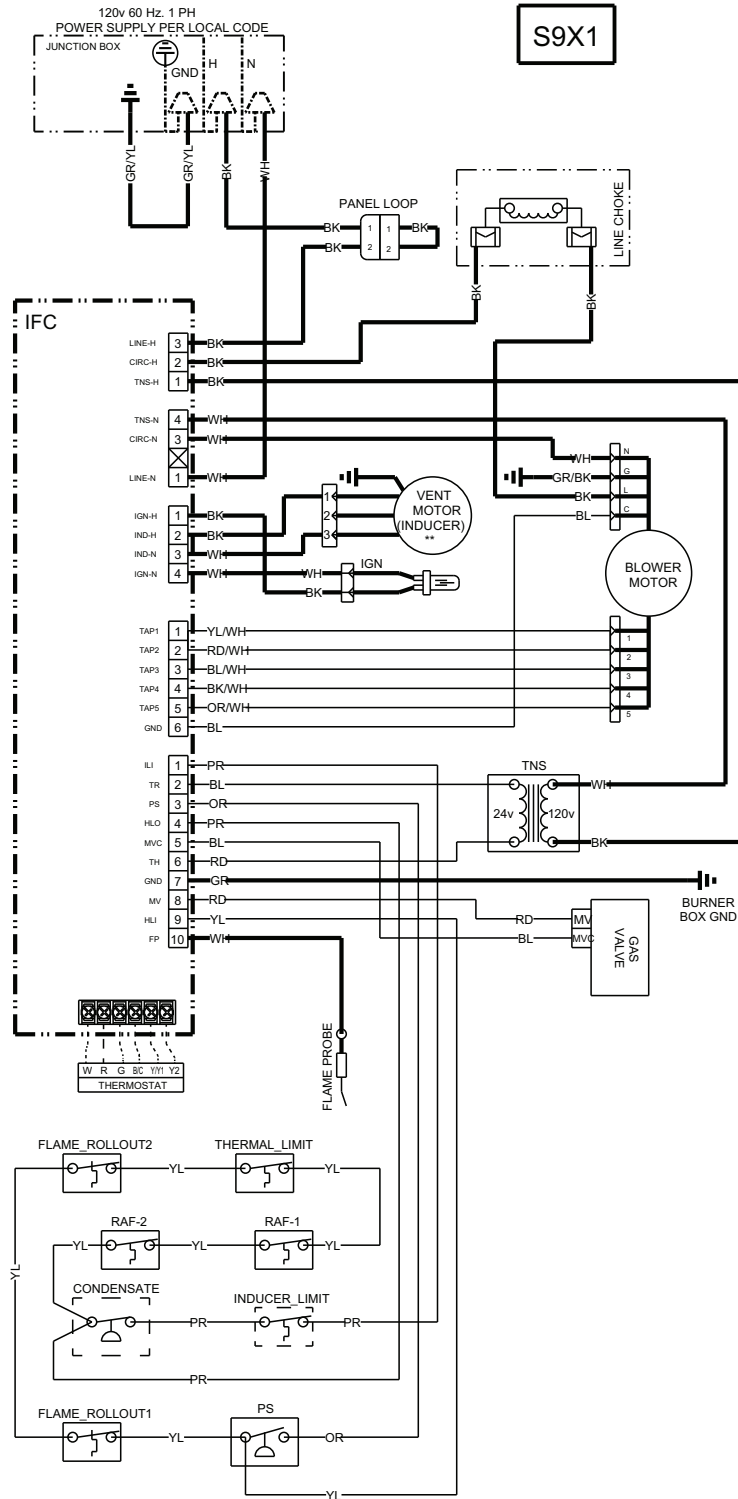 120v 60 Hz. 1 PH
POWER SUPPLY PER LOCAL CODE
S9X1
JUNCTION BOX
GND
H
N
GR/YL
GR/YL
BK
WH
PANEL LOOP
BK 1 1 BK
BK 2 2
LINE CHOKE
BK
BK
IFC
LINE-H 3 BK
CIRC-H 2 BK
TNS-H 1 BK
TNS-N 4 WH
CIRC-N 3 WH
LINE-N 1 WH
WH N
GR/BK G
BK L
BL C
BLOWER
MOTOR
IGN-H 1 BK
IND-H 2 BK
IND-N 3 WH
IGN-N 4 WH
1
2
3
VENT
MOTOR
(INDUCER)
**
IGN
WH
BK
TAP1 1 YL/WH 1
TAP2 2 RD/WH 2
TAP3 3 BL/WH 3
TAP4 4 BK/WH 4
TAP5 5 OR/WH 5
GND 6 BL
ILI 1 PR
TR 2 BL
PS 3 OR
HLO 4 PR
MVC 5 BL
TH 6 RD
GND 7 GR
MV 8 RD
HLI 9 YL
FP 10 WH
TNS
24v 120v
WH
BK
BURNER
BOX GND
RD MV
BL MVC
GAS
VALVE
FLAME PROBE
W R G B/C Y/Y1 Y2
THERMOSTAT
FLAME_ROLLOUT2
THERMAL_LIMIT
YL
YL
RAF-2
RAF-1
YL
YL
YL
YL
CONDENSATE
INDUCER_LIMIT
PR
PR
PR
FLAME_ROLLOUT1
PS
YL
OR
YL